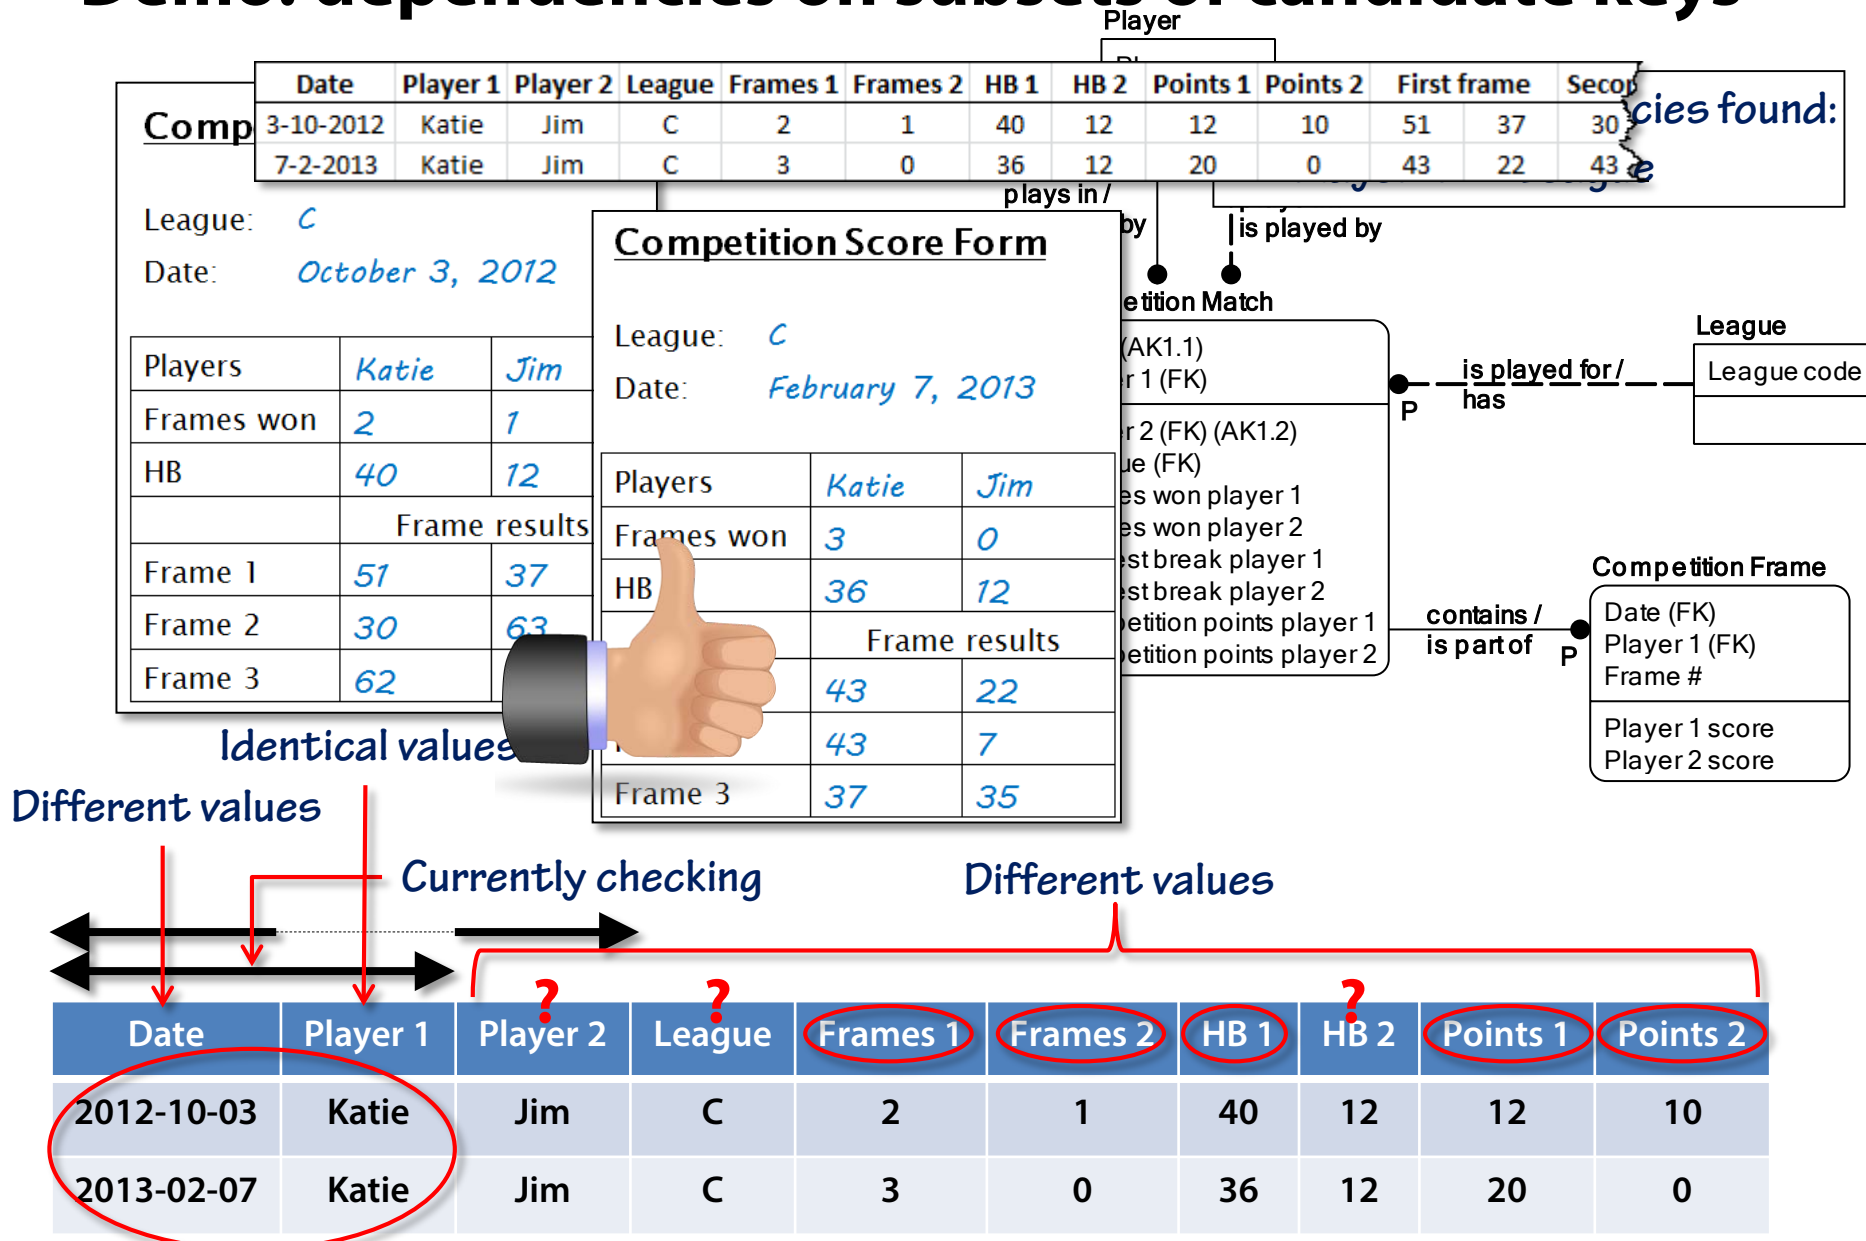 Demo: dependencies on subsets of candidate keys
Player
Date Player 1 Player 2 League Frames 1 Frames 2 HB 1 HB 2 Points 1 Points 2 First frame Secon
3-10-2012 Katie Jim C 2 1 40 12 12 10 51 37 30
7-2-2013 Katie Jim C 3 0 36 12 20 0 43 22 43
cies found:
Comp
League: C
Date: October 3, 2012
Players Katie Jim
Frames won 2 1
HB 40 12
Frame results
Frame 1 51 37
Frame 2 30 63
Frame 3 62
Competition Score Form
League: C
Date: February 7, 2013
Players Katie Jim
Frames won 3 0
HB 36 12
Frame results
43 22
43 7
Frame 3 37 35
plays in /
by
is played by
etition Match
(AK1.1)
r 1 (FK)
r 2 (FK) (AK1.2)
ue (FK)
es won player 1
es won player 2
est break player 1
est break player 2
etition points player 1
etition points player 2
is played for /
has
P
League
League code
contains /
is part of
P
Competition Frame
Date (FK)
Player 1 (FK)
Frame #
Player 1 score
Player 2 score
Identical values
Different values
Currently checking
Different values
? ? ?
Date Player 1 Player 2 League Frames 1 Frames 2 HB 1 HB 2 Points 1 Points 2
2012-10-03 Katie Jim C 2 1 40 12 12 10
2013-02-07 Katie Jim C 3 0 36 12 20 0